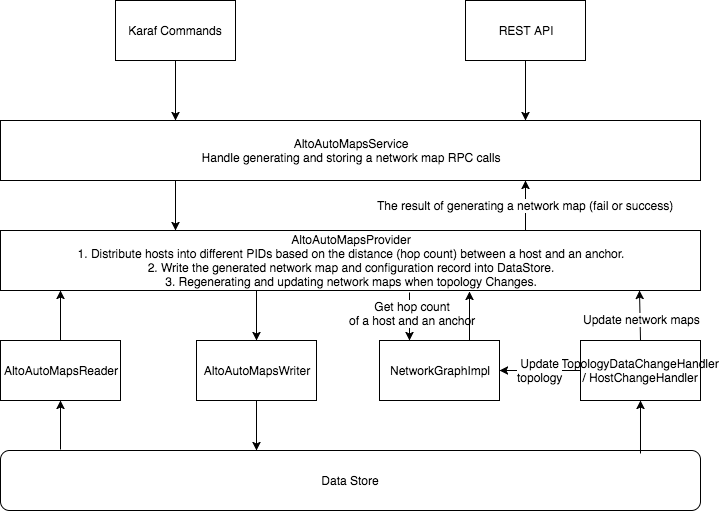 Karaf Commands
REST API
AltoAutoMapsService
Handle generating and storing a network map RPC calls
The result of generating a network map (fail or success)
AltoAutoMapsProvider
1. Distribute hosts into different PIDs based on the distance (hop count) between a host and an anchor.
2. Write the generated network map and configuration record into DataStore.
3. Regenerating and updating network maps when topology Changes.
Get hop count
of a host and an anchor
Update network maps
AltoAutoMapsReader
AltoAutoMapsWriter
NetworkGraphImpl
Update
topology
TopologyDataChangeHandler
/ HostChangeHandler
Data Store